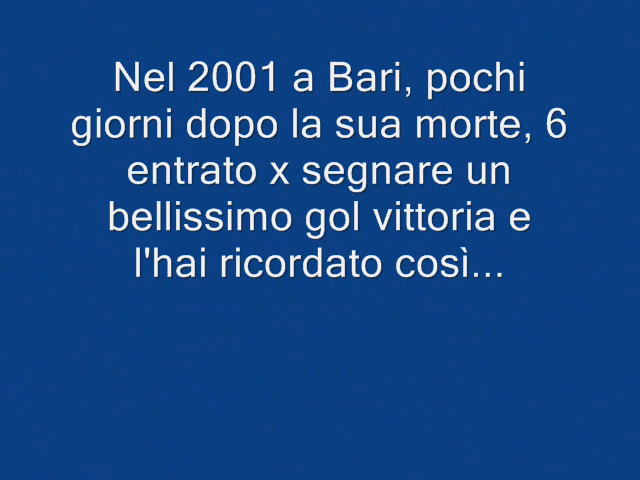 Nel 2001 a Bari, pochi
giorni dopo la sua morte, 6
entrato x segnare un
bellissimo gol vittoria e
l'hai ricordato così...